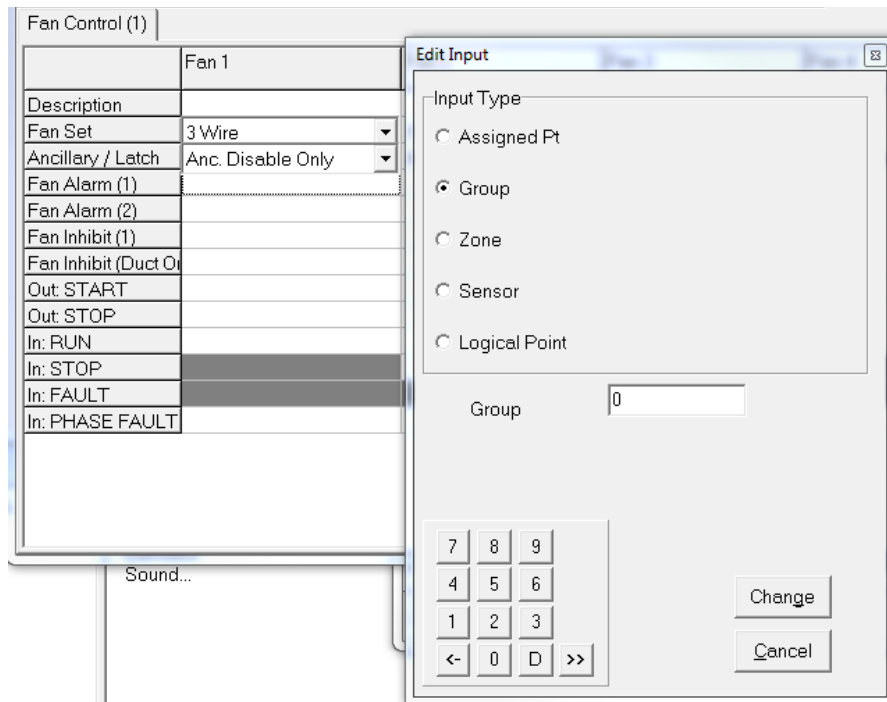 Fan Control (1)
Fan 1
Description
Fan Set 3 Wire
Ancillary / Latch Anc. Disable Only
Fan Alarm (1)
Fan Alarm (2)
Fan Inhibit (1)
Fan Inhibit (Duct O
Out: START
Out: STOP
In: RUN
In: STOP
In: FAULT
In: PHASE FAULT
Sound...
Edit Input
Input Type
Assigned Pt
Group
Zone
Sensor
Logical Point
Group 0
7 8 9
4 5 6
1 2 3
<- 0 D >>
Change
Cancel